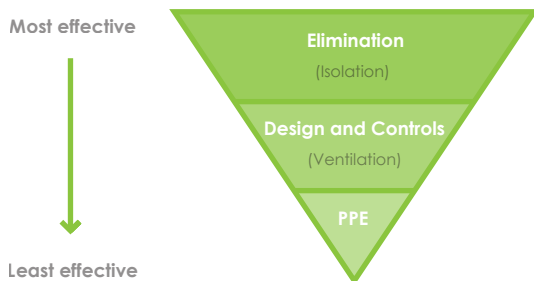 Most effective
Elimination
(Isolation)
Design and Controls
(Ventilation)
PPE
Least effective